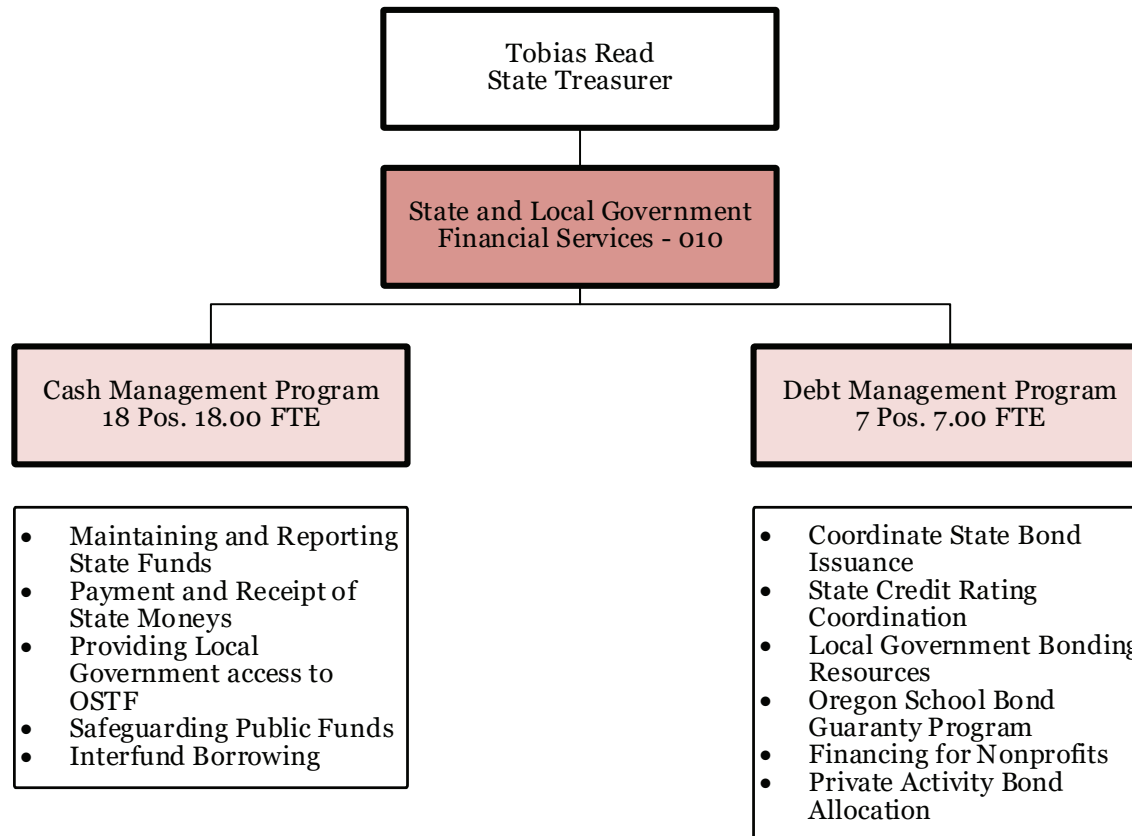 Tobias Read
State Treasurer
State and Local Government
Financial Services - 010
Cash Management Program
18 Pos. 18.00 FTE
Debt Management Program
7 Pos. 7.00 FTE
• Maintaining and Reporting
State Funds
• Payment and Receipt of
State Moneys
• Providing Local
Government access to
OSTF
• Safeguarding Public Funds
• Interfund Borrowing
• Coordinate State Bond
Issuance
• State Credit Rating
Coordination
• Local Government Bonding
Resources
• Oregon School Bond
Guaranty Program
• Financing for Nonprofits
• Private Activity Bond
Allocation